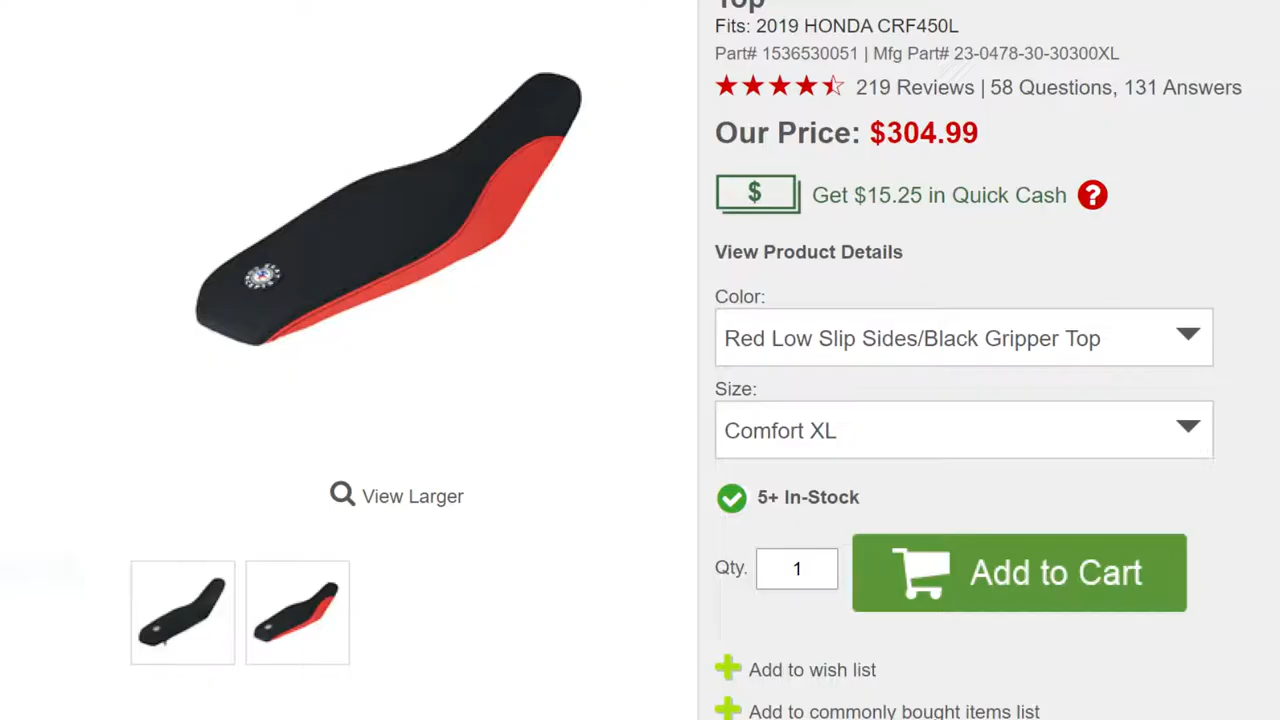 Top
Fits: 2019 HONDA CRF450L
Part# 1536530051 | Mfg Part# 23-0478-30-30300XL
219 Reviews | 58 Questions, 131 Answers
Our Price: $304.99
$ Get $15.25 in Quick Cash ?
View Product Details
Color:
Red Low Slip Sides/Black Gripper Top
Size:
Comfort XL
5+ In-Stock
Qty. 1 Add to Cart
View Larger
Add to wish list
Add to commonly bought items list